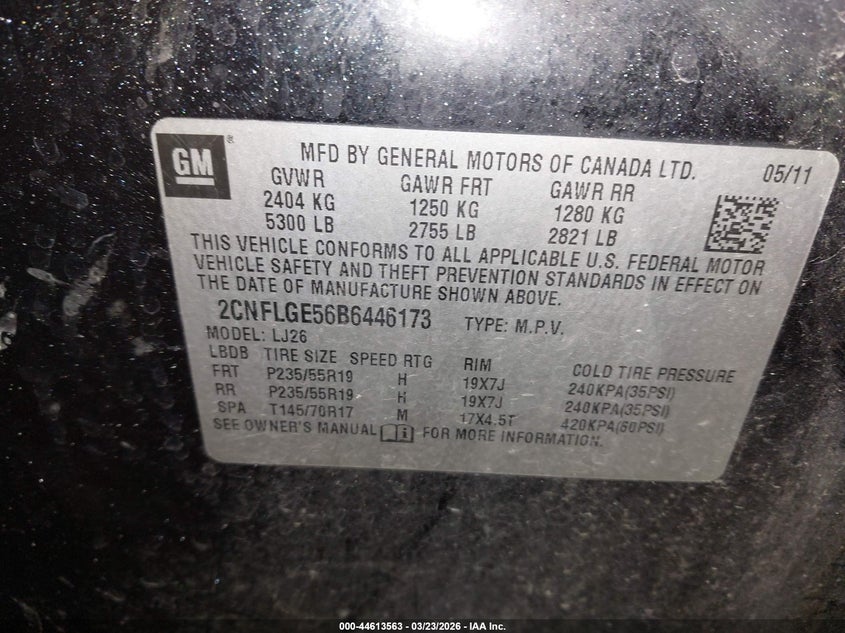 GM ® MFD BY GENERAL MOTORS OF CANADA LTD. 05/11
GVWR GAWR FRT GAWR RR
2404 KG 1250 KG 1280 KG
5300 LB 2755 LB 2821 LB
THIS VEHICLE CONFORMS TO ALL APPLICABLE U.S. FEDERAL MOTOR
VEHICLE SAFETY AND THEFT PREVENTION STANDARDS IN EFFECT ON
THE DATE OF MANUFACTURE SHOWN ABOVE.
2CNFLGE56B6446173 TYPE: M.P.V.
MODEL: LJ26
LBDB TIRE SIZE SPEED RTG RIM COLD TIRE PRESSURE
FRT P235/55R19 H 19X7J 240KPA(35PSI)
RR P235/55R19 H 19X7J 240KPA(35PSI)
SPA T145/70R17 M 17X4.5T 420KPA(60PSI)
SEE OWNER'S MANUAL FOR MORE INFORMATION.
000-44613563 — 03/23/2026 — IAA Inc.